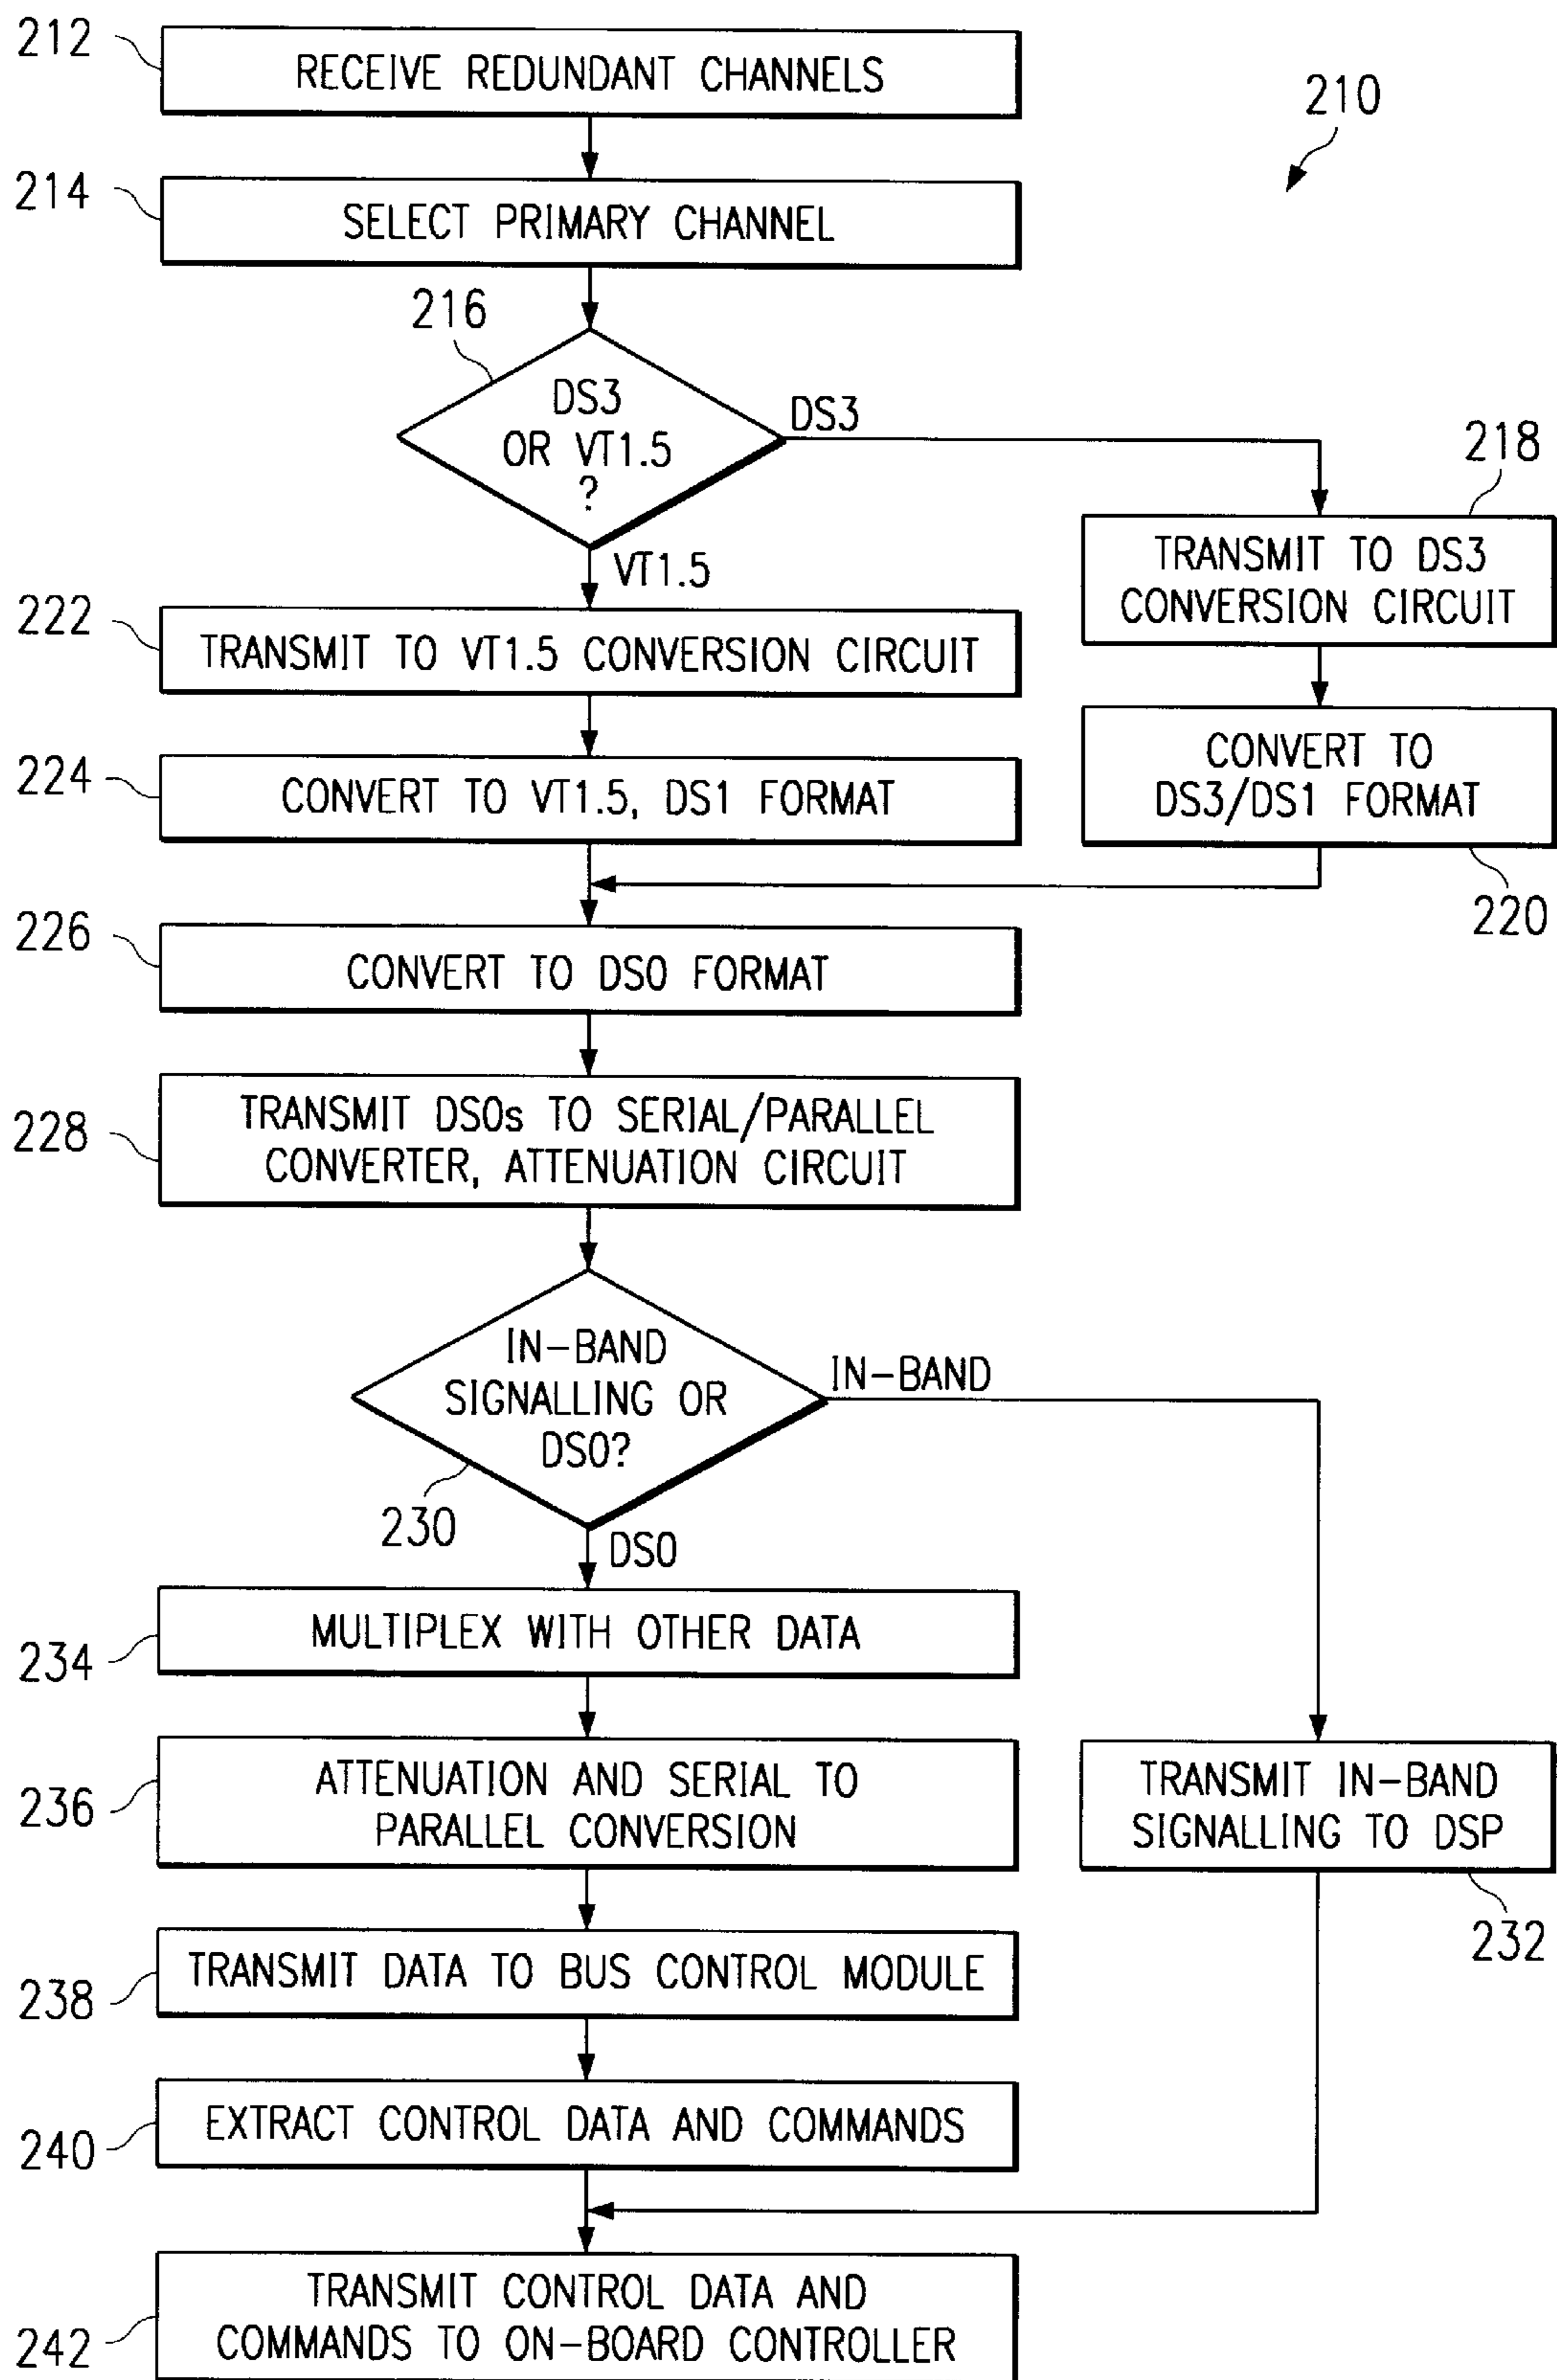 212
RECEIVE REDUNDANT CHANNELS
210
214
SELECT PRIMARY CHANNEL
216
DS3
OR VT1.5
?
DS3
218
VT1.5
TRANSMIT TO DS3
CONVERSION CIRCUIT
222
TRANSMIT TO VT1.5 CONVERSION CIRCUIT
CONVERT TO
DS3/DS1 FORMAT
224
CONVERT TO VT1.5, DS1 FORMAT
220
226
CONVERT TO DS0 FORMAT
228
TRANSMIT DS0s TO SERIAL/PARALLEL
CONVERTER, ATTENUATION CIRCUIT
IN-BAND
SIGNALLING OR
DS0?
IN-BAND
230
DS0
234
MULTIPLEX WITH OTHER DATA
236
ATTENUATION AND SERIAL TO
PARALLEL CONVERSION
TRANSMIT IN-BAND
SIGNALLING TO DSP
232
238
TRANSMIT DATA TO BUS CONTROL MODULE
240
EXTRACT CONTROL DATA AND COMMANDS
242
TRANSMIT CONTROL DATA AND
COMMANDS TO ON-BOARD CONTROLLER